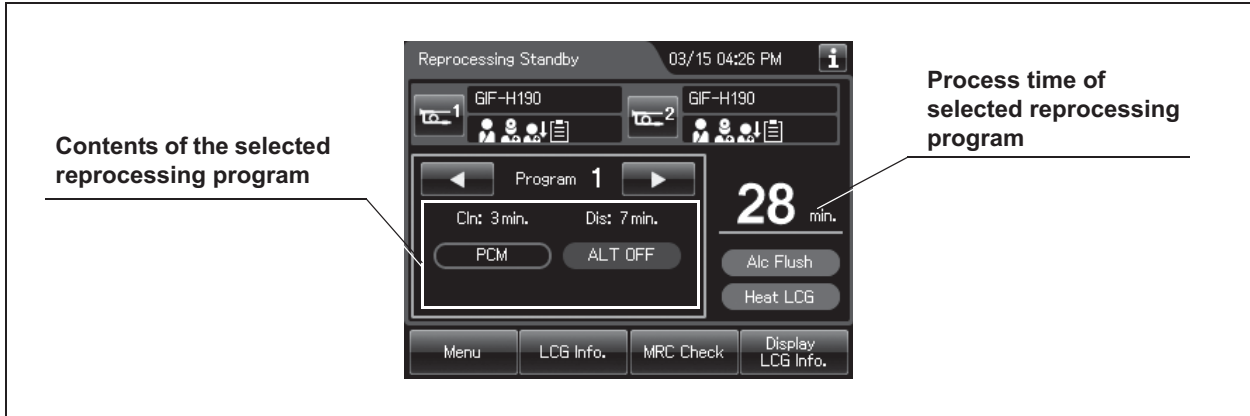 Reprocessing Standby
03/15 04:26 PM
i
1
GIF-H190
2
GIF-H190
Contents of the selected
reprocessing program
Process time of
selected reprocessing
program
Program 1
Cln: 3 min.
Dis: 7 min.
PCM
ALT OFF
28 min.
Alc Flush
Heat LCG
Menu
LCG Info.
MRC Check
Display
LCG Info.